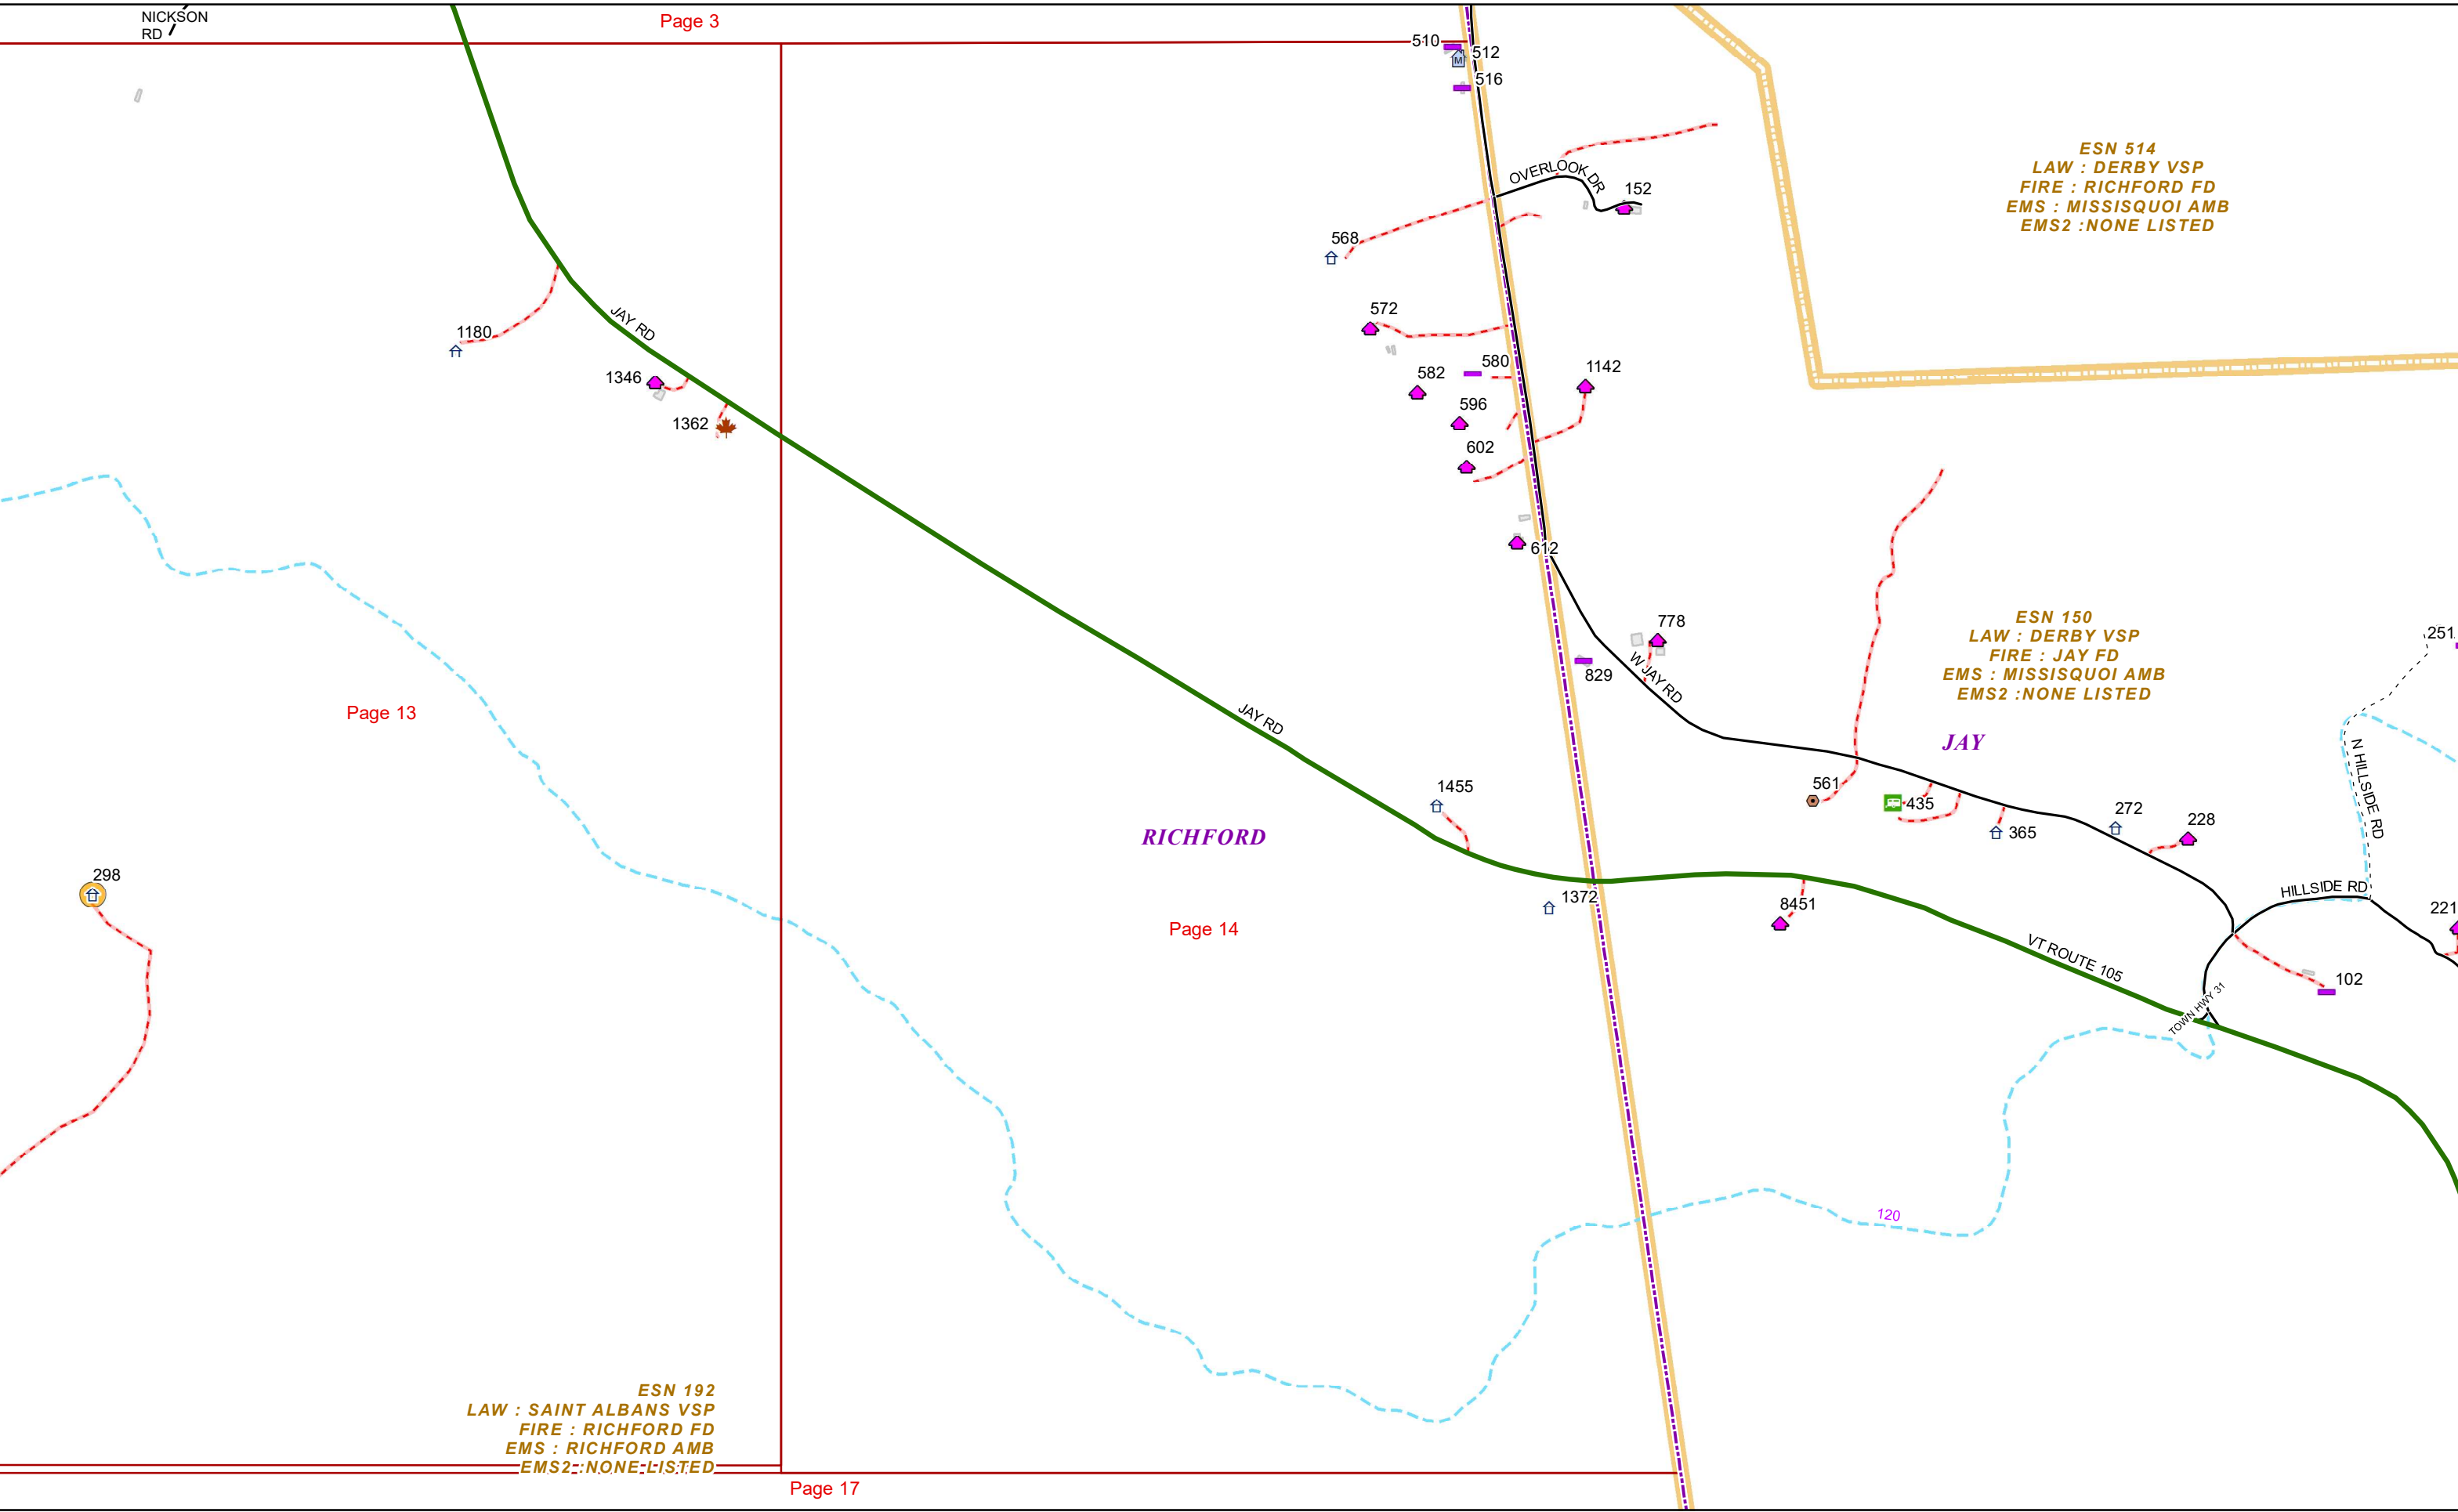 NICKSON
RD
Page 3
510
512
516
ESN 514
LAW : DERBY VSP
FIRE : RICHFORD FD
EMS : MISSISQUOI AMB
EMS2 :NONE LISTED
OVERLOOK DR
152
568
572
JAY RD
1180
580
1142
1346
582
596
1362
602
612
ESN 150
LAW : DERBY VSP
FIRE : JAY FD
EMS : MISSISQUOI AMB
EMS2 :NONE LISTED
778
251
829
W JAY RD
Page 13
JAY RD
JAY
N HILLSIDE RD
1455
561
435
272
228
365
RICHFORD
298
1372
8451
HILLSIDE RD
221
Page 14
VT ROUTE 105
102
TOWN HWY 31
120
ESN 192
LAW : SAINT ALBANS VSP
FIRE : RICHFORD FD
EMS : RICHFORD AMB
EMS2 :NONE LISTED
Page 17
M